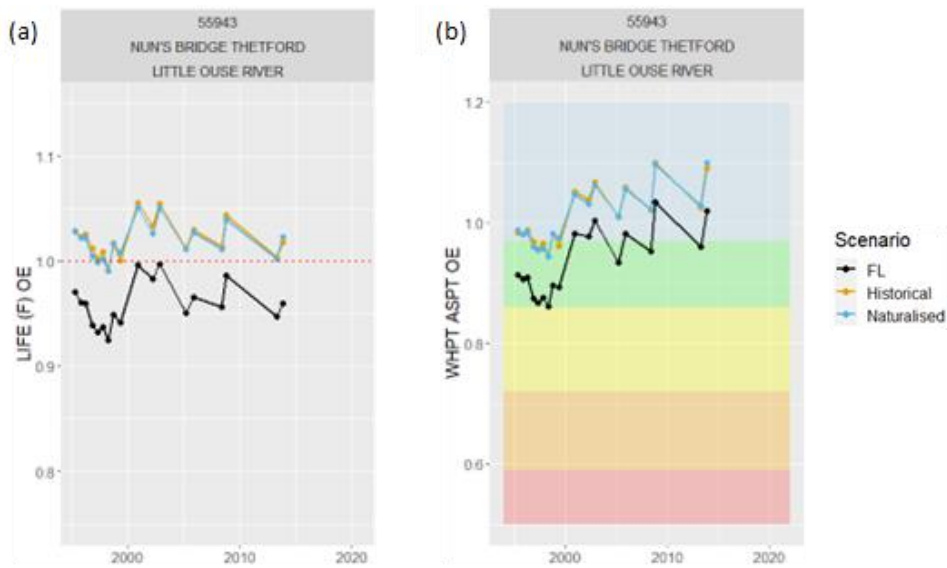 (a)
55943
NUN'S BRIDGE THETFORD
LITTLE OUSE RIVER
LIFE (F) OE
1.1
1.0
0.9
0.8
2000
2010
2020
(b)
55943
NUN'S BRIDGE THETFORD
LITTLE OUSE RIVER
WHPT ASPT OE
1.2
1.0
0.8
0.6
2000
2010
2020
Scenario
FL
Historical
Naturalised